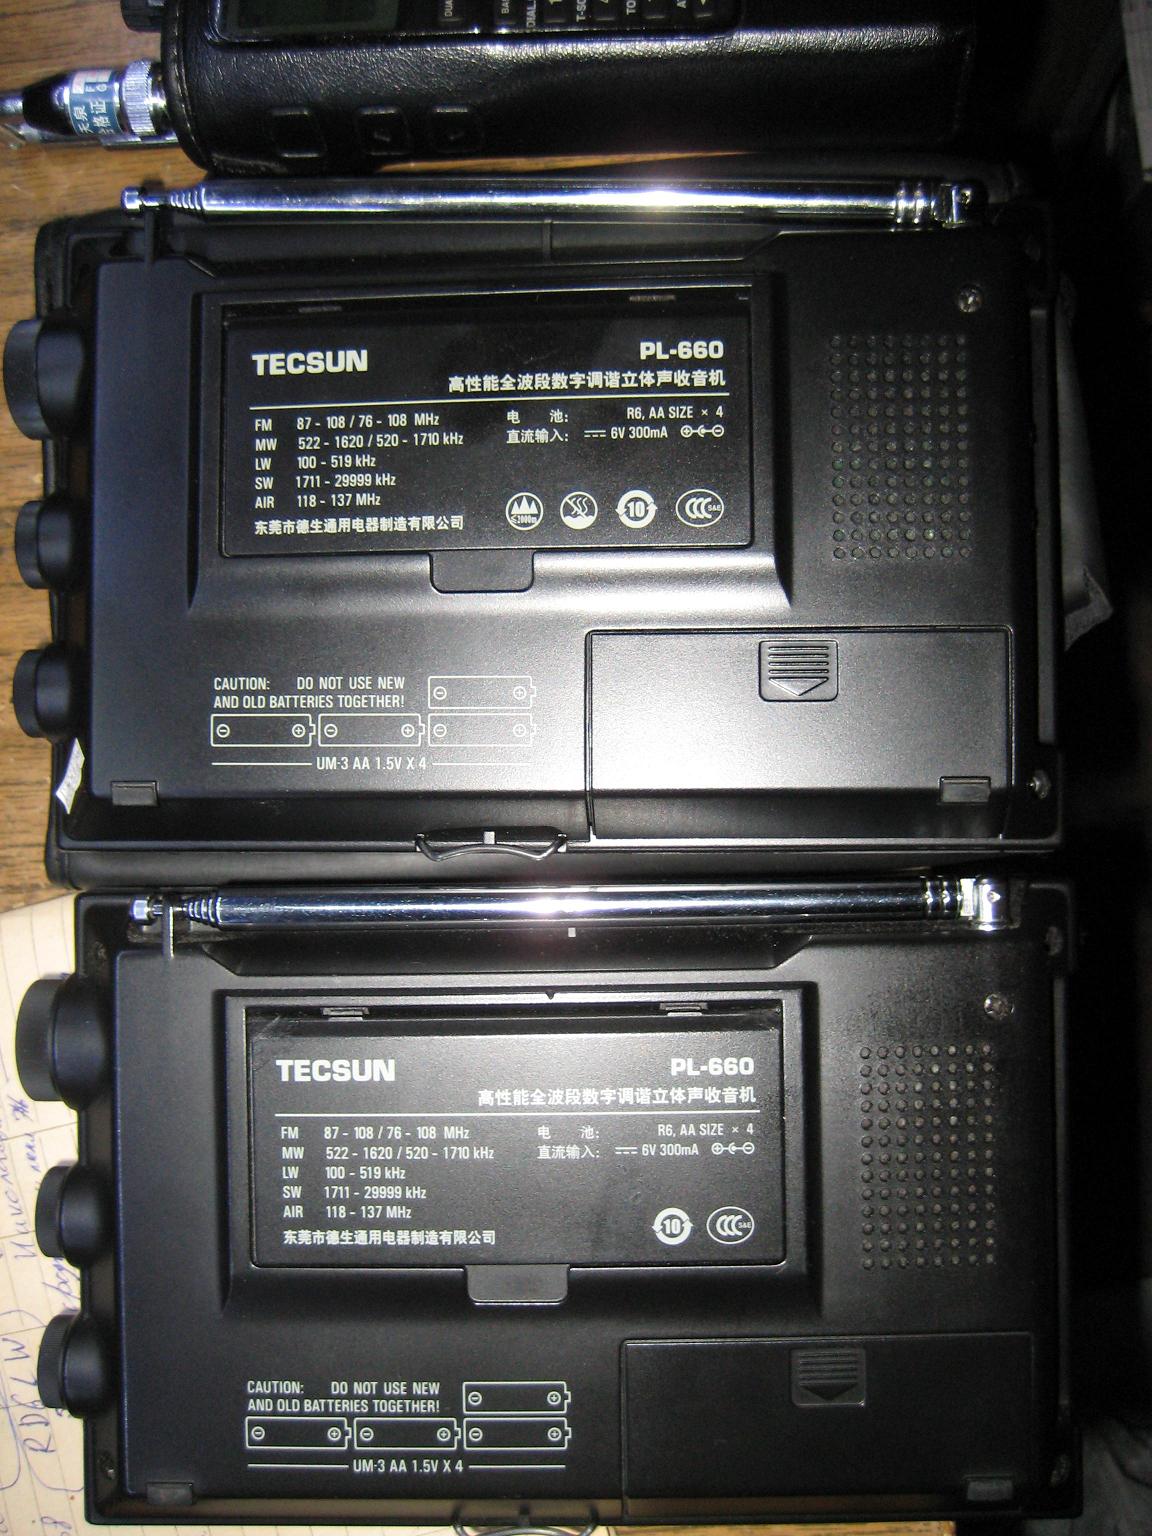 天泉
TECSUN
PL-660
高性能全波段数字调谐立体声收音机
FM 87 - 108 / 76 - 108 MHz
MW 522 - 1620 / 520 - 1710 kHz
LW 100 - 519 kHz
SW 1711 - 29999 kHz
AIR 118 - 137 MHz
东莞市德生通用电器制造有限公司
电 池: R6, AA SIZE × 4
直流输入: 6V 300mA
≤2000m
10
CCC S&E
CAUTION: DO NOT USE NEW
AND OLD BATTERIES TOGETHER!
UM-3 AA 1.5V X 4
TECSUN
PL-660
高性能全波段数字调谐立体声收音机
FM 87 - 108 / 76 - 108 MHz
MW 522 - 1620 / 520 - 1710 kHz
LW 100 - 519 kHz
SW 1711 - 29999 kHz
AIR 118 - 137 MHz
东莞市德生通用电器制造有限公司
电 池: R6, AA SIZE × 4
直流输入: 6V 300mA
10
CCC S&E
CAUTION: DO NOT USE NEW
AND OLD BATTERIES TOGETHER!
UM-3 AA 1.5V X 4